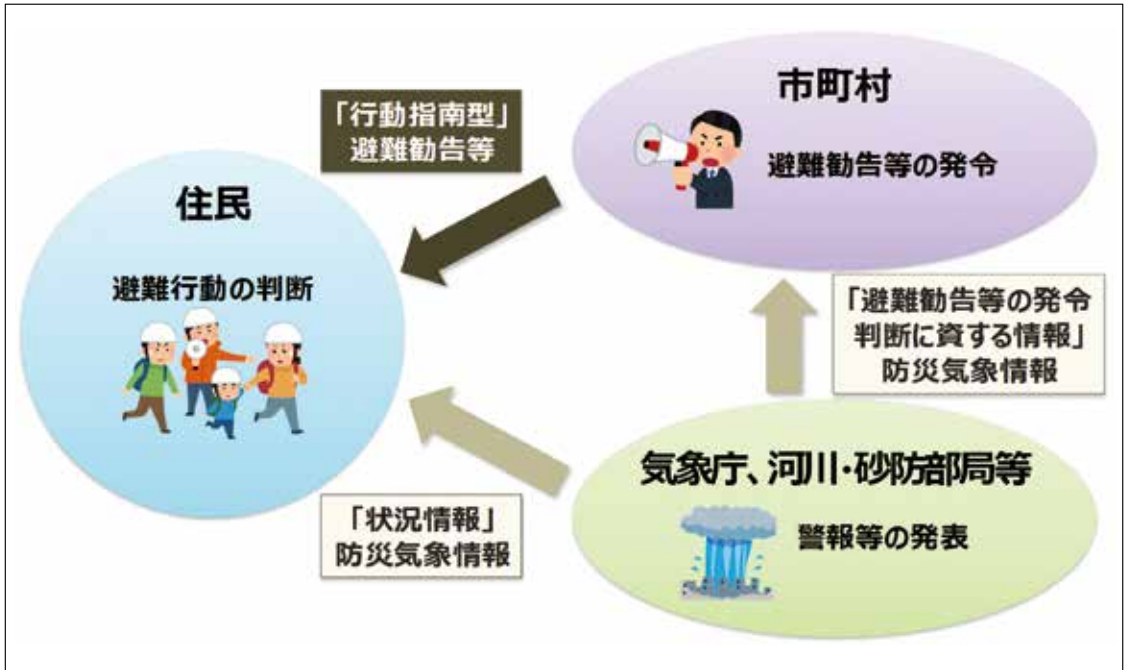 市町村
避難勧告等の発令
「行動指南型」
避難勧告等
住民
避難行動の判断
「避難勧告等の発令
判断に資する情報」
防災気象情報
気象庁、河川・砂防部局等
警報等の発表
「状況情報」
防災気象情報